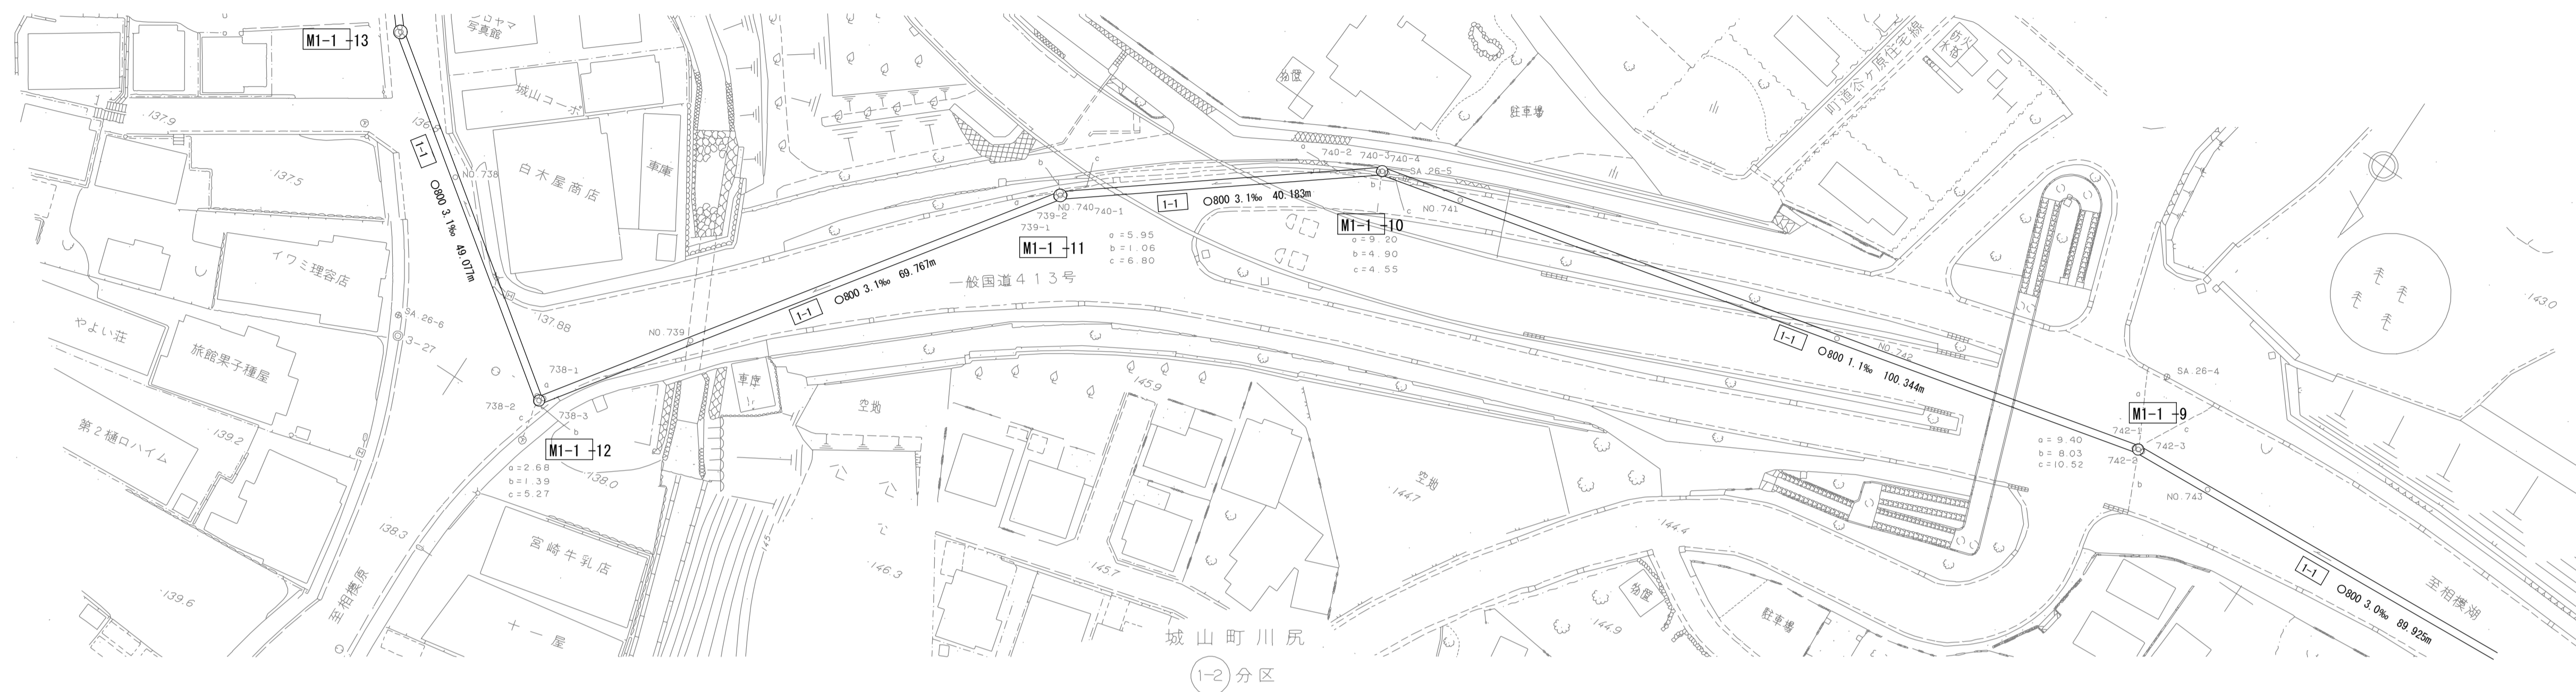 M1-1 -13
写真館
城山コーポ
137.9
1-1
○800 3.1‰ 49.077m
NO.738
白木屋商店
車庫
137.5
イワミ理容店
SA.26-6
3-27
やよい荘
旅館果子種屋
第2樋口ハイム
139.2
137.88
738-1
738-2
738-3
a
b
c
M1-1 -12
a=2.68
b=1.39
c=5.27
138.0
138.3
139.6
至相模原
宮崎牛乳店
十一屋
NO.739
車庫
空地
1-1
○800 3.1‰ 69.767m
一般国道413号
a
b
c
NO.740
740-1
739-2
739-1
M1-1 -11
a=5.95
b=1.06
c=6.80
1-1
○800 3.1‰ 40.183m
物置
駐車場
740-2
740-3
740-4
SA.26-5
a
b
c
NO.741
M1-1 -10
a=9.20
b=4.90
c=4.55
町道谷ヶ原住宅線
防火
水槽
1-1
○800 1.1‰ 100.344m
NO.742
SA.26-4
M1-1 -9
a
b
c
742-1
742-2
742-3
a=9.40
b=8.03
c=10.52
NO.743
143.0
145.9
空地
144.7
144.4
146.3
145.7
144.9
物置
駐車場
1-1
○800 3.0‰ 89.925m
至相模湖
城山町川尻
1-2 分区